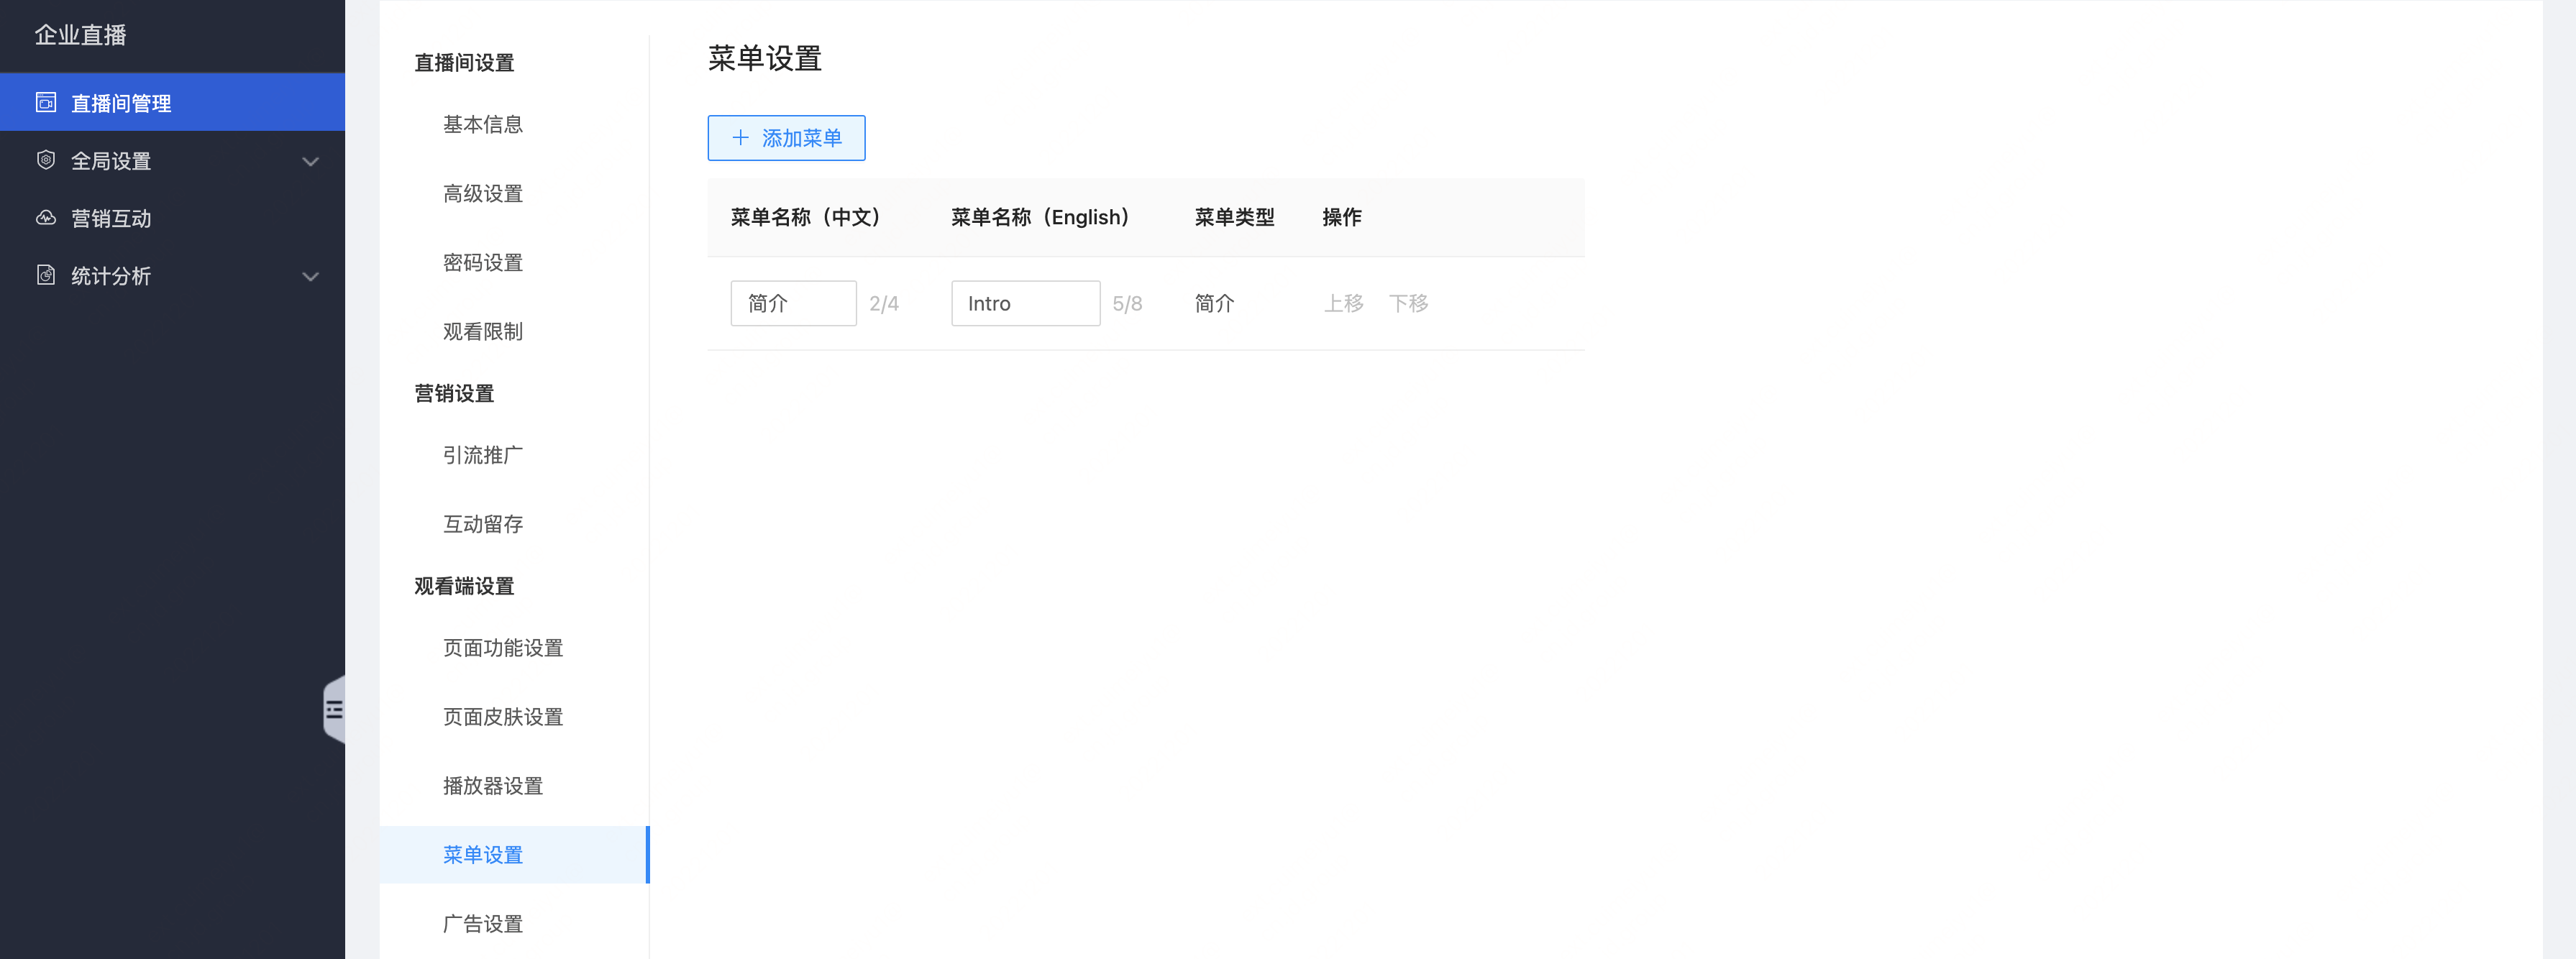 企业直播
直播间管理
全局设置
营销互动
统计分析
直播间设置
基本信息
高级设置
密码设置
观看限制
营销设置
引流推广
互动留存
观看端设置
页面功能设置
页面皮肤设置
播放器设置
菜单设置
广告设置
菜单设置
添加菜单
菜单名称（中文） 菜单名称（English） 菜单类型 操作
简介 2/4 Intro 5/8 简介 上移 下移